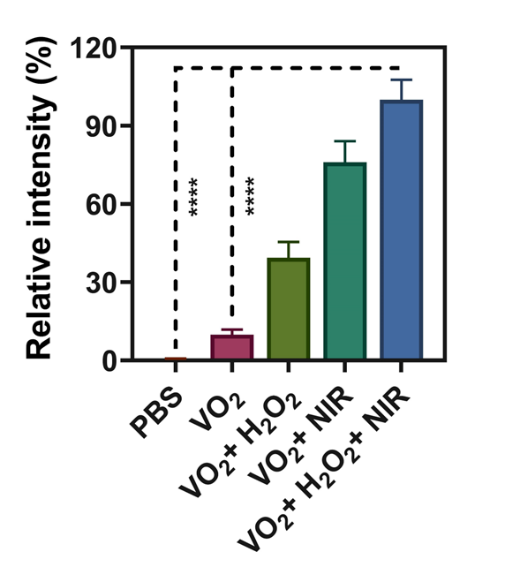 Relative intensity (%)
120
90
60
30
0
****
****
PBS
VO₂
VO₂+ H₂O₂
VO₂+ NIR
VO₂+ H₂O₂+ NIR